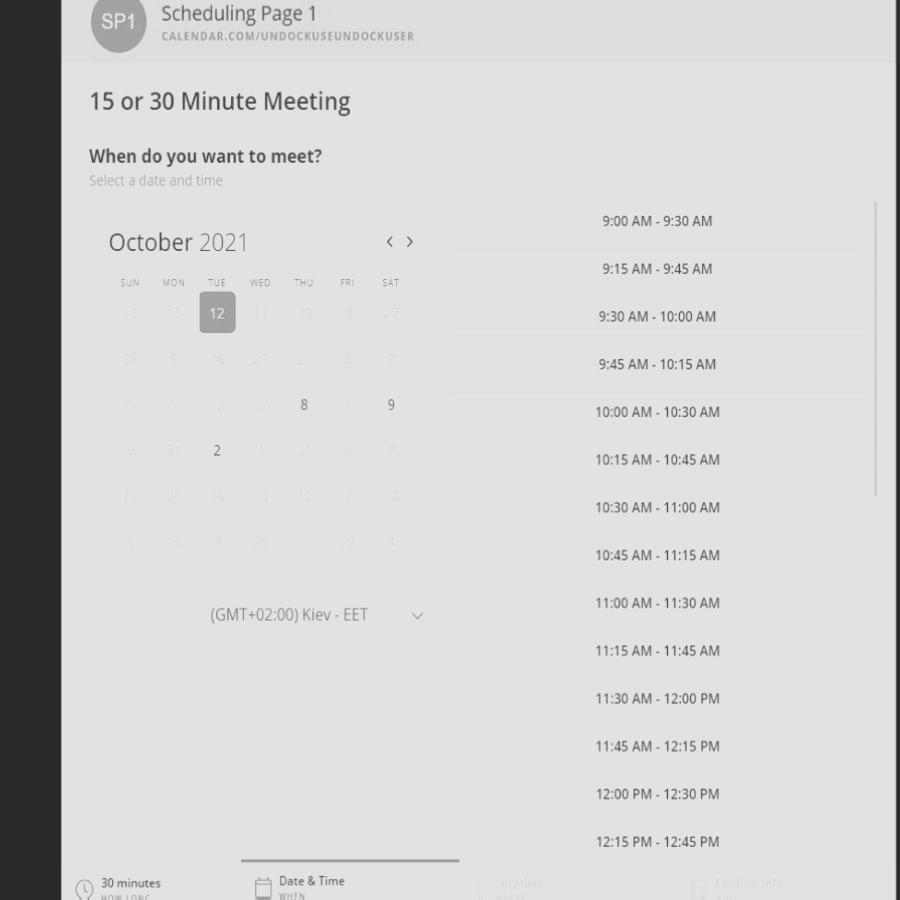 SP1
Scheduling Page 1
CALENDAR.COM/UNDOCKUSEUNDOCKUSER
15 or 30 Minute Meeting
When do you want to meet?
Select a date and time
October 2021
SUN MON TUE WED THU FRI SAT
13 13 12 11 28 8 27
25 5 16 27 27 8 7
6 5 12 22 8 1 9
9 31 2 1 21 2 7
20 28 16 10 10 2 14
4 19 7 20 1 22 4
(GMT+02:00) Kiev - EET
9:00 AM - 9:30 AM
9:15 AM - 9:45 AM
9:30 AM - 10:00 AM
9:45 AM - 10:15 AM
10:00 AM - 10:30 AM
10:15 AM - 10:45 AM
10:30 AM - 11:00 AM
10:45 AM - 11:15 AM
11:00 AM - 11:30 AM
11:15 AM - 11:45 AM
11:30 AM - 12:00 PM
11:45 AM - 12:15 PM
12:00 PM - 12:30 PM
12:15 PM - 12:45 PM
30 minutes
HOW LONG
Date & Time
WHEN
Location
Confirm Info